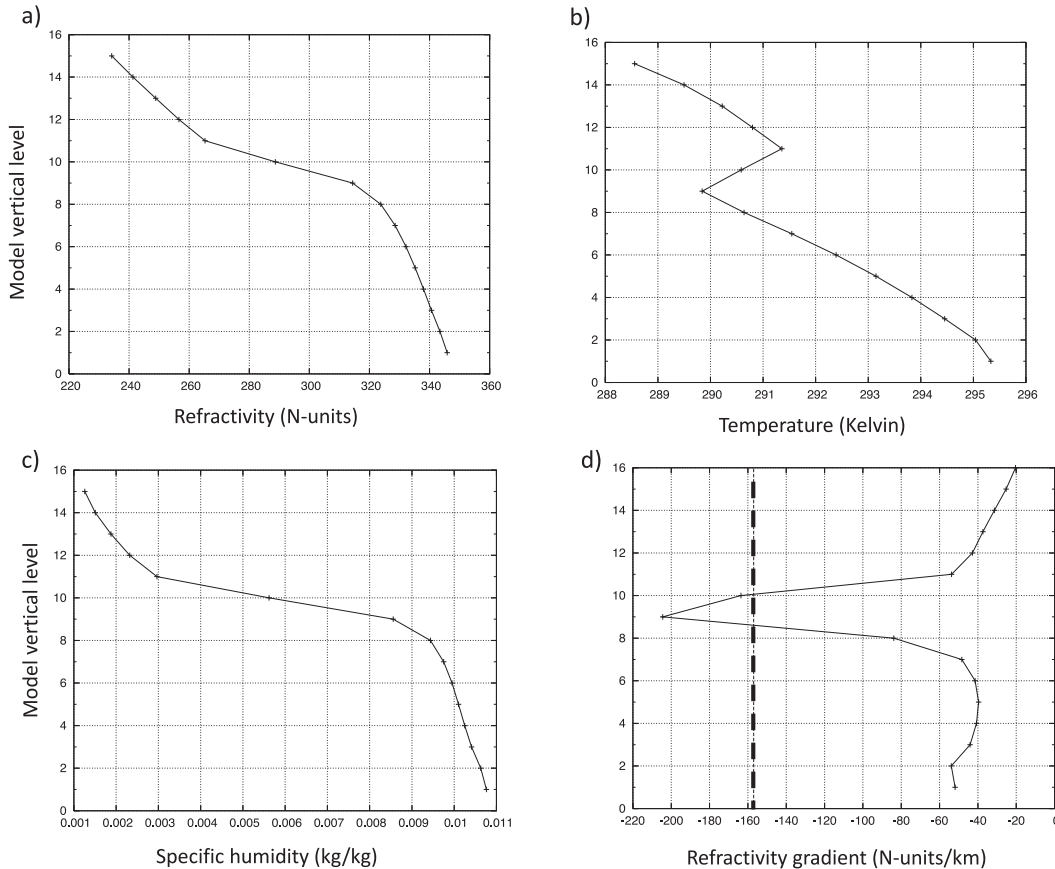 a)
Model vertical level
16
14
12
10
8
6
4
2
0
220 240 260 280 300 320 340 360
Refractivity (N-units)
b)
16
14
12
10
8
6
4
2
0
288 289 290 291 292 293 294 295 296
Temperature (Kelvin)
c)
Model vertical level
16
14
12
10
8
6
4
2
0
0.001 0.002 0.003 0.004 0.005 0.006 0.007 0.008 0.009 0.01 0.011
Specific humidity (kg/kg)
d)
16
14
12
10
8
6
4
2
0
-220 -200 -180 -160 -140 -120 -100 -80 -60 -40 -20 0
Refractivity gradient (N-units/km)